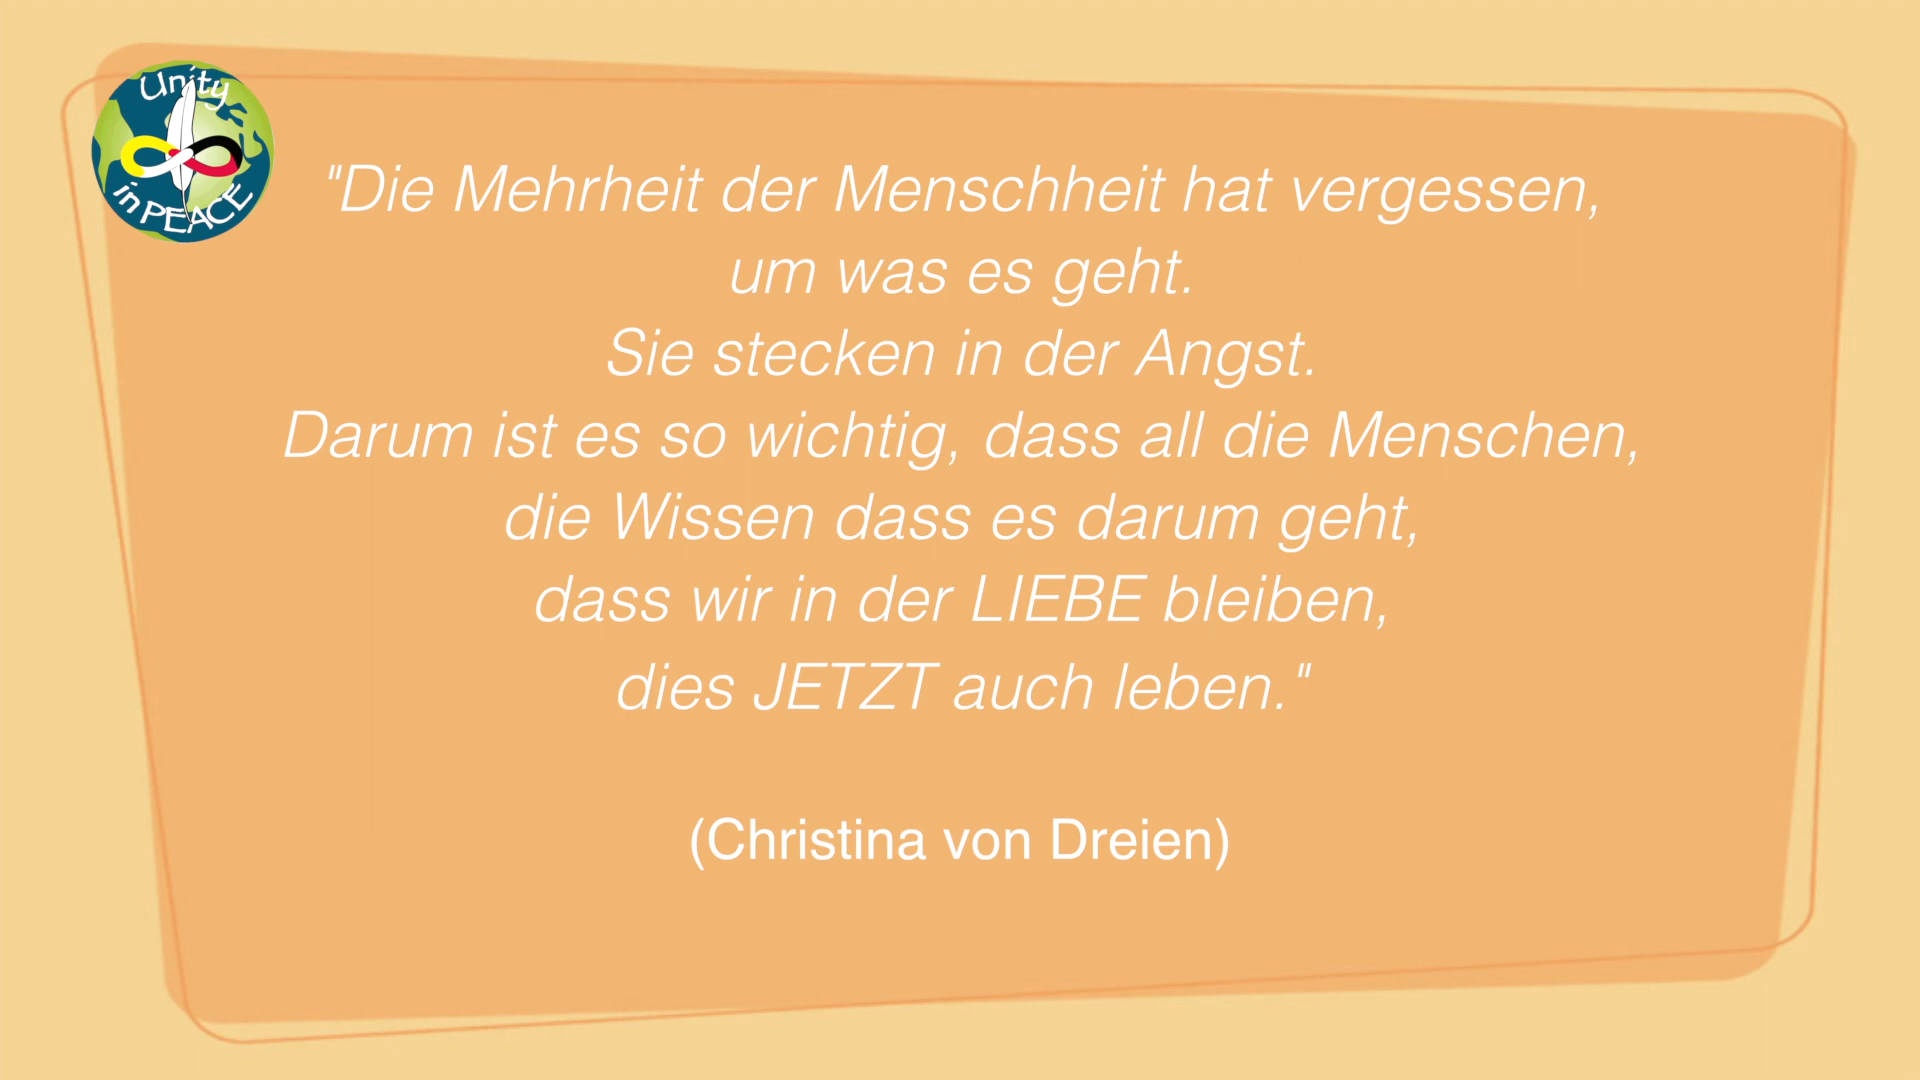 Unity
in PEACE
"Die Mehrheit der Menschheit hat vergessen,
um was es geht.
Sie stecken in der Angst.
Darum ist es so wichtig, dass all die Menschen,
die Wissen dass es darum geht,
dass wir in der LIEBE bleiben,
dies JETZT auch leben."
(Christina von Dreien)